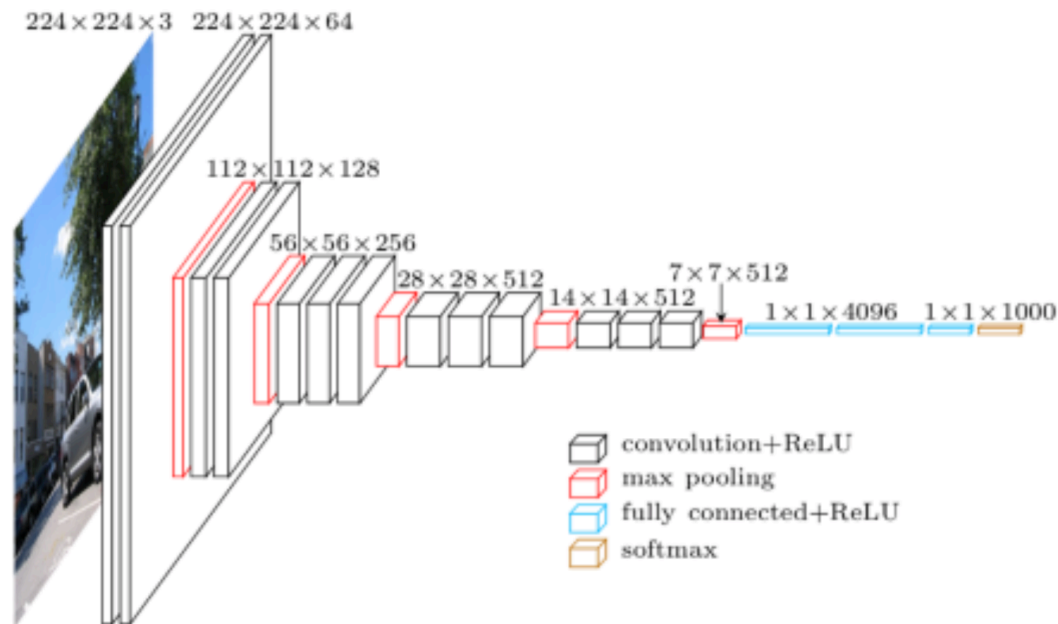 224×224×3
224×224×64
112×112×128
56×56×256
28×28×512
14×14×512
7×7×512
1×1×4096
1×1×1000
convolution+ReLU
max pooling
fully connected+ReLU
softmax